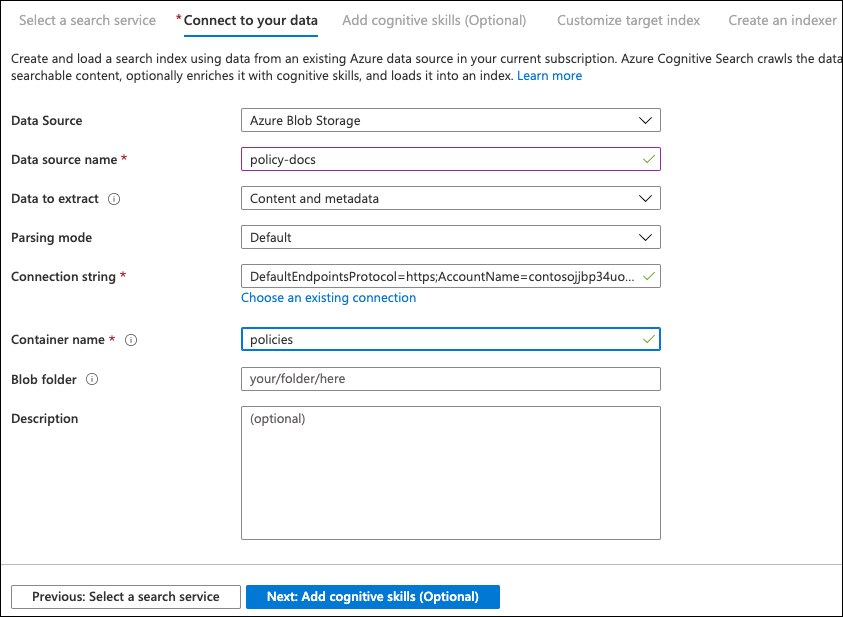 Select a search service * Connect to your data Add cognitive skills (Optional) Customize target index Create an indexer
Create and load a search index using data from an existing Azure data source in your current subscription. Azure Cognitive Search crawls the data
searchable content, optionally enriches it with cognitive skills, and loads it into an index. Learn more
Data Source Azure Blob Storage
Data source name * policy-docs
Data to extract Content and metadata
Parsing mode Default
Connection string * DefaultEndpointsProtocol=https;AccountName=contosojjbp34uo...
Choose an existing connection
Container name * policies
Blob folder your/folder/here
Description (optional)
Previous: Select a search service Next: Add cognitive skills (Optional)